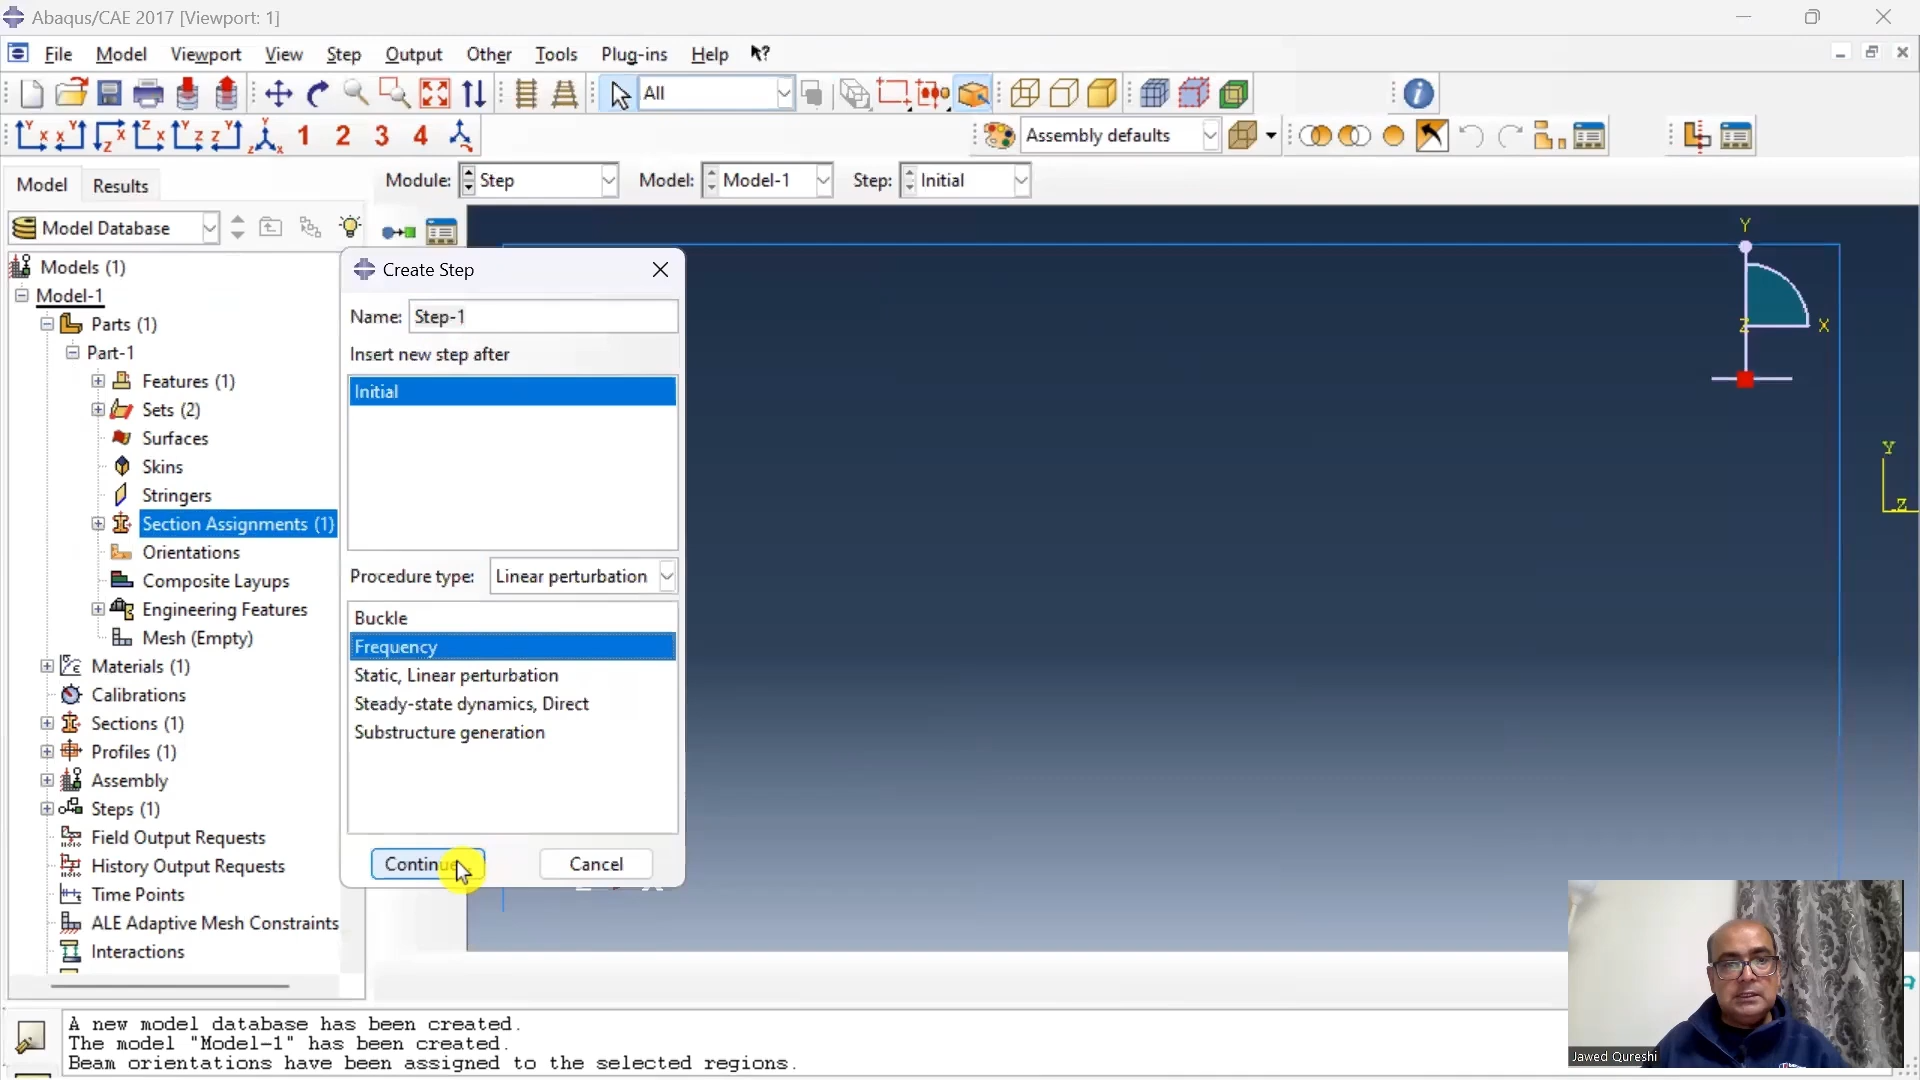 Abaqus/CAE 2017 [Viewport: 1]
File Model Viewport View Step Output Other Tools Plug-ins Help
All
1 2 3 4
Assembly defaults
Model Results
Module: Step Model: Model-1 Step: Initial
Model Database
Models (1)
Model-1
Parts (1)
Part-1
Features (1)
Sets (2)
Surfaces
Skins
Stringers
Section Assignments (1)
Orientations
Composite Layups
Engineering Features
Mesh (Empty)
Materials (1)
Calibrations
Sections (1)
Profiles (1)
Assembly
Steps (1)
Field Output Requests
History Output Requests
Time Points
ALE Adaptive Mesh Constraints
Interactions
Create Step
Name: Step-1
Insert new step after
Initial
Procedure type: Linear perturbation
Buckle
Frequency
Static, Linear perturbation
Steady-state dynamics, Direct
Substructure generation
Continue...
Cancel
Y
Z X
Y
Z
A new model database has been created.
The model "Model-1" has been created.
Beam orientations have been assigned to the selected regions.
Jawed Qureshi